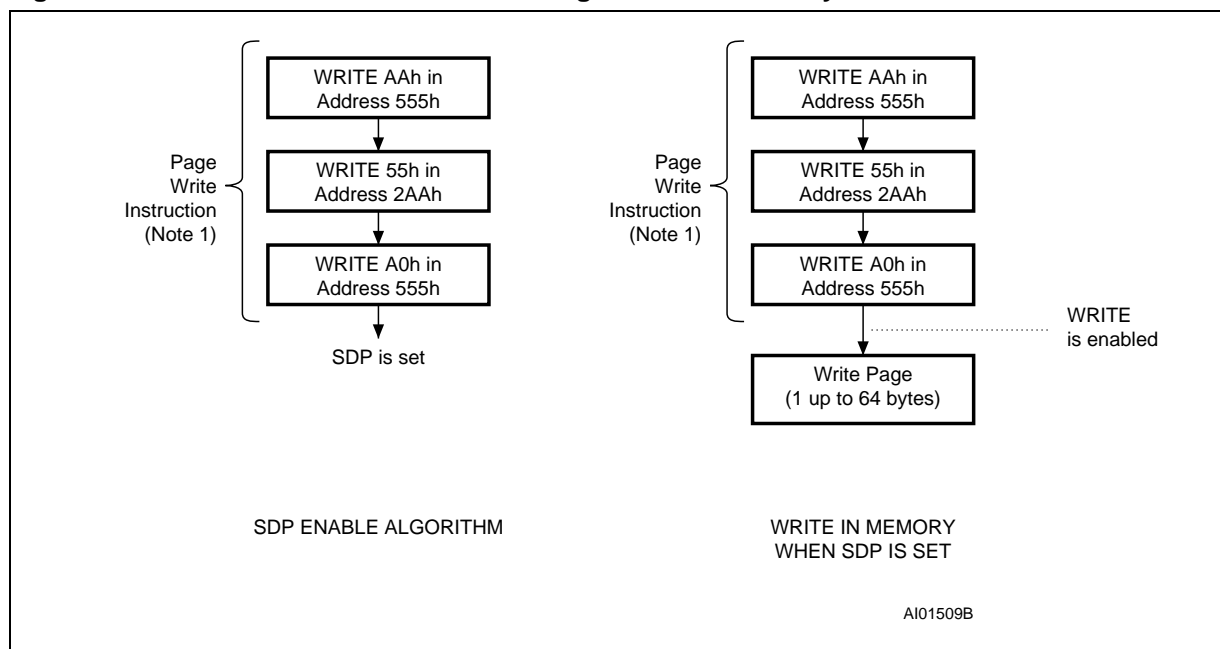 WRITE AAh in
Address 555h
WRITE 55h in
Address 2AAh
WRITE A0h in
Address 555h
Page
Write
Instruction
(Note 1)
SDP is set
SDP ENABLE ALGORITHM
WRITE AAh in
Address 555h
WRITE 55h in
Address 2AAh
WRITE A0h in
Address 555h
Page
Write
Instruction
(Note 1)
WRITE
is enabled
Write Page
(1 up to 64 bytes)
WRITE IN MEMORY
WHEN SDP IS SET
AI01509B